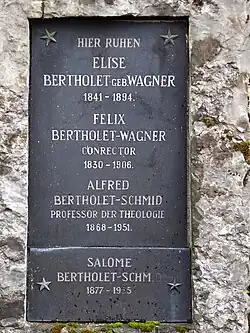 HIER RUHEN
ELISE
BERTHOLET GEB. WAGNER
1841 - 1894.
FELIX
BERTHOLET-WAGNER
CONRECTOR
1830 - 1906.
ALFRED
BERTHOLET-SCHMID
PROFESSOR DER THEOLOGIE
1868 - 1951.
SALOME
BERTHOLET-SCHM
1877 -